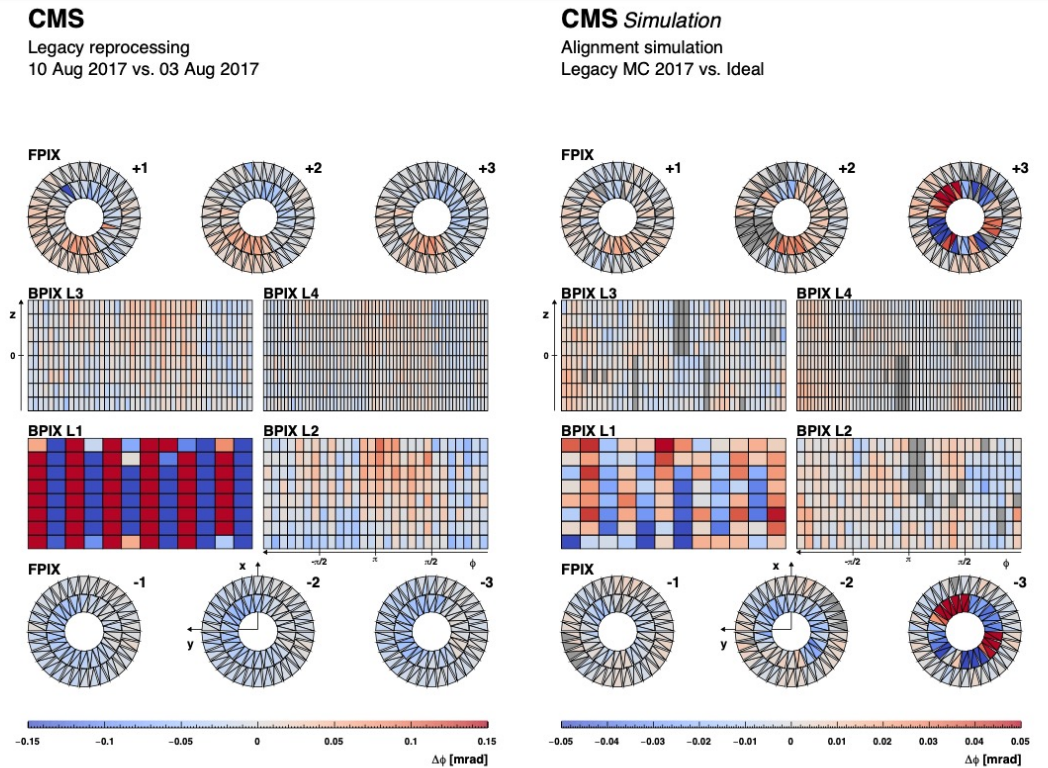 CMS
Legacy reprocessing
10 Aug 2017 vs. 03 Aug 2017
FPIX
+1
+2
+3
BPIX L3
BPIX L4
z
0
BPIX L1
BPIX L2
-π/2
π
π/2
ϕ
FPIX
-1
x
-2
-3
y
−0.15
−0.1
−0.05
0
0.05
0.1
0.15
Δϕ [mrad]
CMS Simulation
Alignment simulation
Legacy MC 2017 vs. Ideal
FPIX
+1
+2
+3
BPIX L3
BPIX L4
z
0
BPIX L1
BPIX L2
-π/2
π
π/2
ϕ
FPIX
-1
x
-2
-3
y
−0.05
−0.04
−0.03
−0.02
−0.01
0
0.01
0.02
0.03
0.04
0.05
Δϕ [mrad]